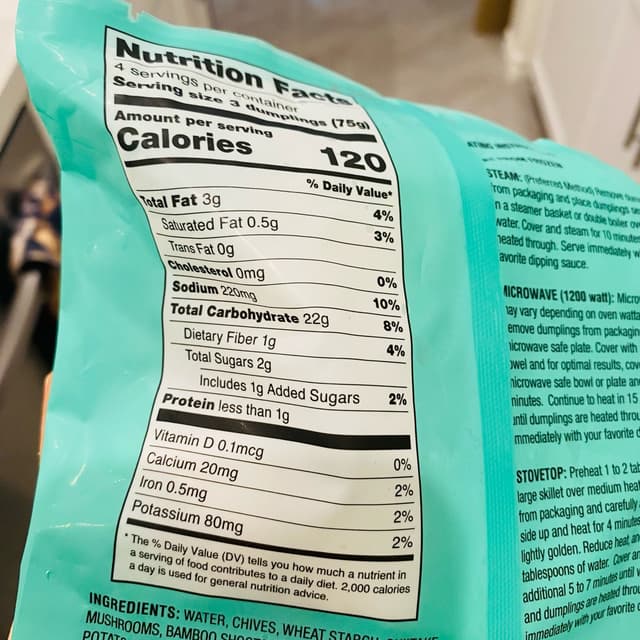 Nutrition Facts
4 servings per container
Serving size 3 dumplings (75g)
Amount per serving
Calories 120
% Daily Value*
Total Fat 3g 4%
Saturated Fat 0.5g 3%
Trans Fat 0g
Cholesterol 0mg 0%
Sodium 220mg 10%
Total Carbohydrate 22g 8%
Dietary Fiber 1g 4%
Total Sugars 2g
Includes 1g Added Sugars 2%
Protein less than 1g
Vitamin D 0.1mcg 0%
Calcium 20mg 2%
Iron 0.5mg 2%
Potassium 80mg 2%
* The % Daily Value (DV) tells you how much a nutrient in
a serving of food contributes to a daily diet. 2,000 calories
a day is used for general nutrition advice.
INGREDIENTS: WATER, CHIVES, WHEAT STARCH,
MUSHROOMS, BAMBOO
FROZEN
STEAM: (Preferred Method) Remove
from packaging and place dumplings
in a steamer basket or double boiler
water. Cover and steam for 10 minutes
heated through. Serve immediately
favorite dipping sauce.
MICROWAVE (1200 watt):
may vary depending on oven
remove dumplings from
microwave safe plate. Cover with
towel and for optimal results,
microwave safe bowl or plate and
minutes. Continue to heat in 15
until dumplings are heated
immediately with your favorite
STOVETOP: Preheat 1 to 2
large skillet over medium heat
from packaging and carefully
side up and heat for 4 minutes
lightly golden. Reduce heat and
tablespoons of water. Cover
additional 5 to 7 minutes until
and dumplings are heated
immediately with your favorite